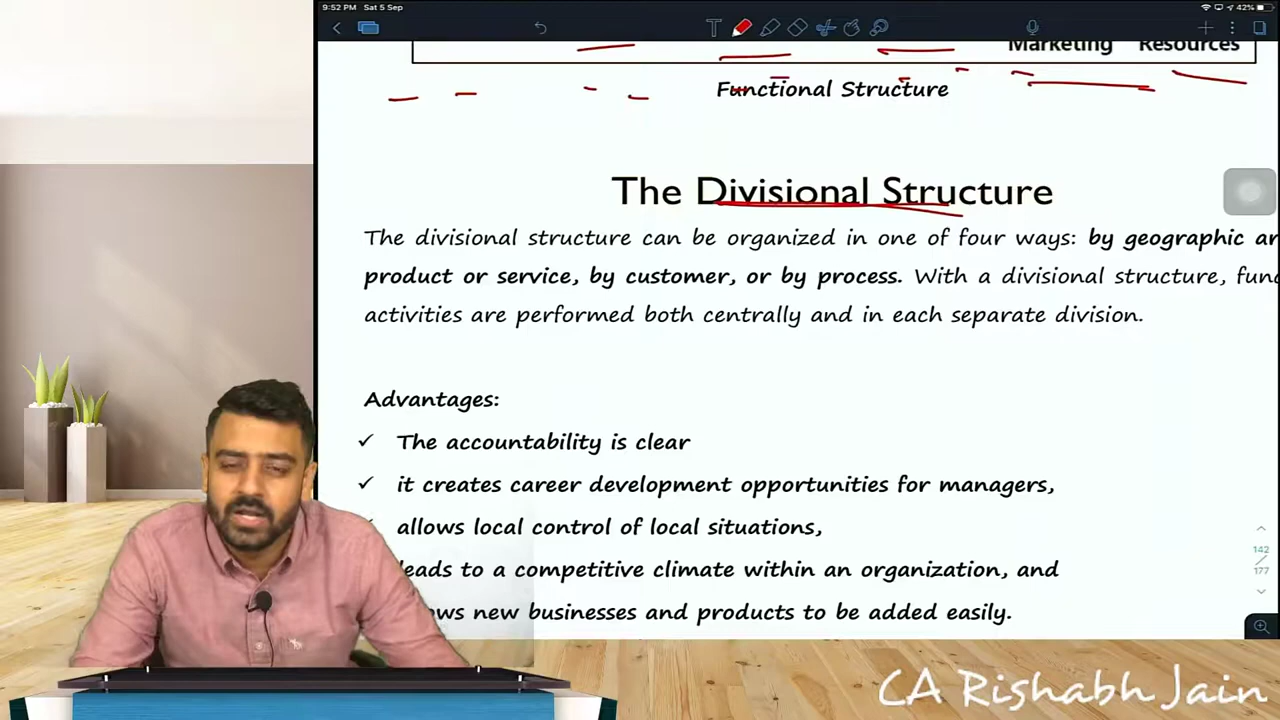 9:52 PM Sat 5 Sep
42%
Marketing Resources
Functional Structure
The Divisional Structure
The divisional structure can be organized in one of four ways: by geographic
product or service, by customer, or by process. With a divisional structure,
activities are performed both centrally and in each separate division.
Advantages:
✓ The accountability is clear
✓ it creates career development opportunities for managers,
allows local control of local situations,
leads to a competitive climate within an organization, and
new businesses and products to be added easily.
142
177
CA Rishabh Jain